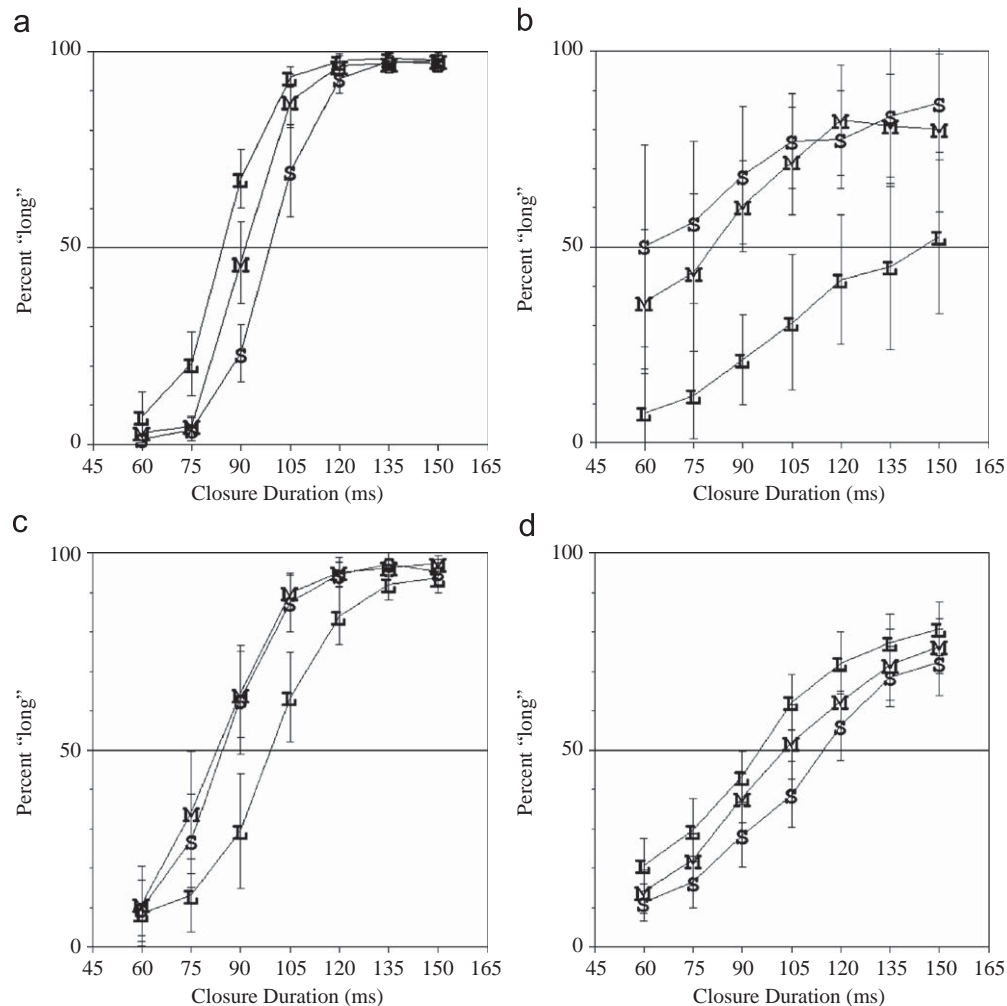 a
100
Percent “long”
50
0
L L L L L L L
M M M M M M M
S S S S S S S
45 60 75 90 105 120 135 150 165
Closure Duration (ms)
b
100
Percent “long”
50
0
S S S S S S S
M M M M M M M
L L L L L L L
45 60 75 90 105 120 135 150 165
Closure Duration (ms)
c
100
Percent “long”
50
0
M M M M M M M
S S S S S S S
L L L L L L L
45 60 75 90 105 120 135 150 165
Closure Duration (ms)
d
100
Percent “long”
50
0
L L L L L L L
M M M M M M M
S S S S S S S
45 60 75 90 105 120 135 150 165
Closure Duration (ms)